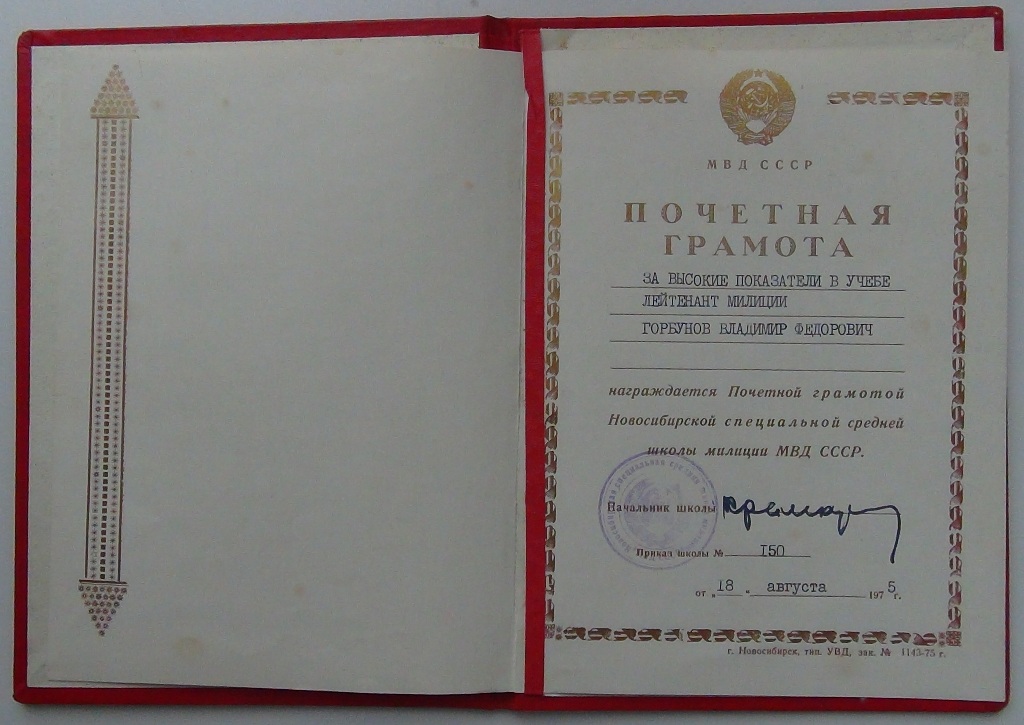 МВД СССР
ПОЧЕТНАЯ
ГРАМОТА
ЗА ВЫСОКИЕ ПОКАЗАТЕЛИ В УЧЕБЕ
ЛЕЙТЕНАНТ МИЛИЦИИ
ГОРБУНОВ ВЛАДИМИР ФЕДОРОВИЧ
награждается Почетной грамотой
Новосибирской специальной средней
школы милиции МВД СССР.
Начальник школы
Приказ школы № I50
от „18 " августа 1975 г.
г. Новосибирск, тип. УВД, зак. № 1143-75 г.